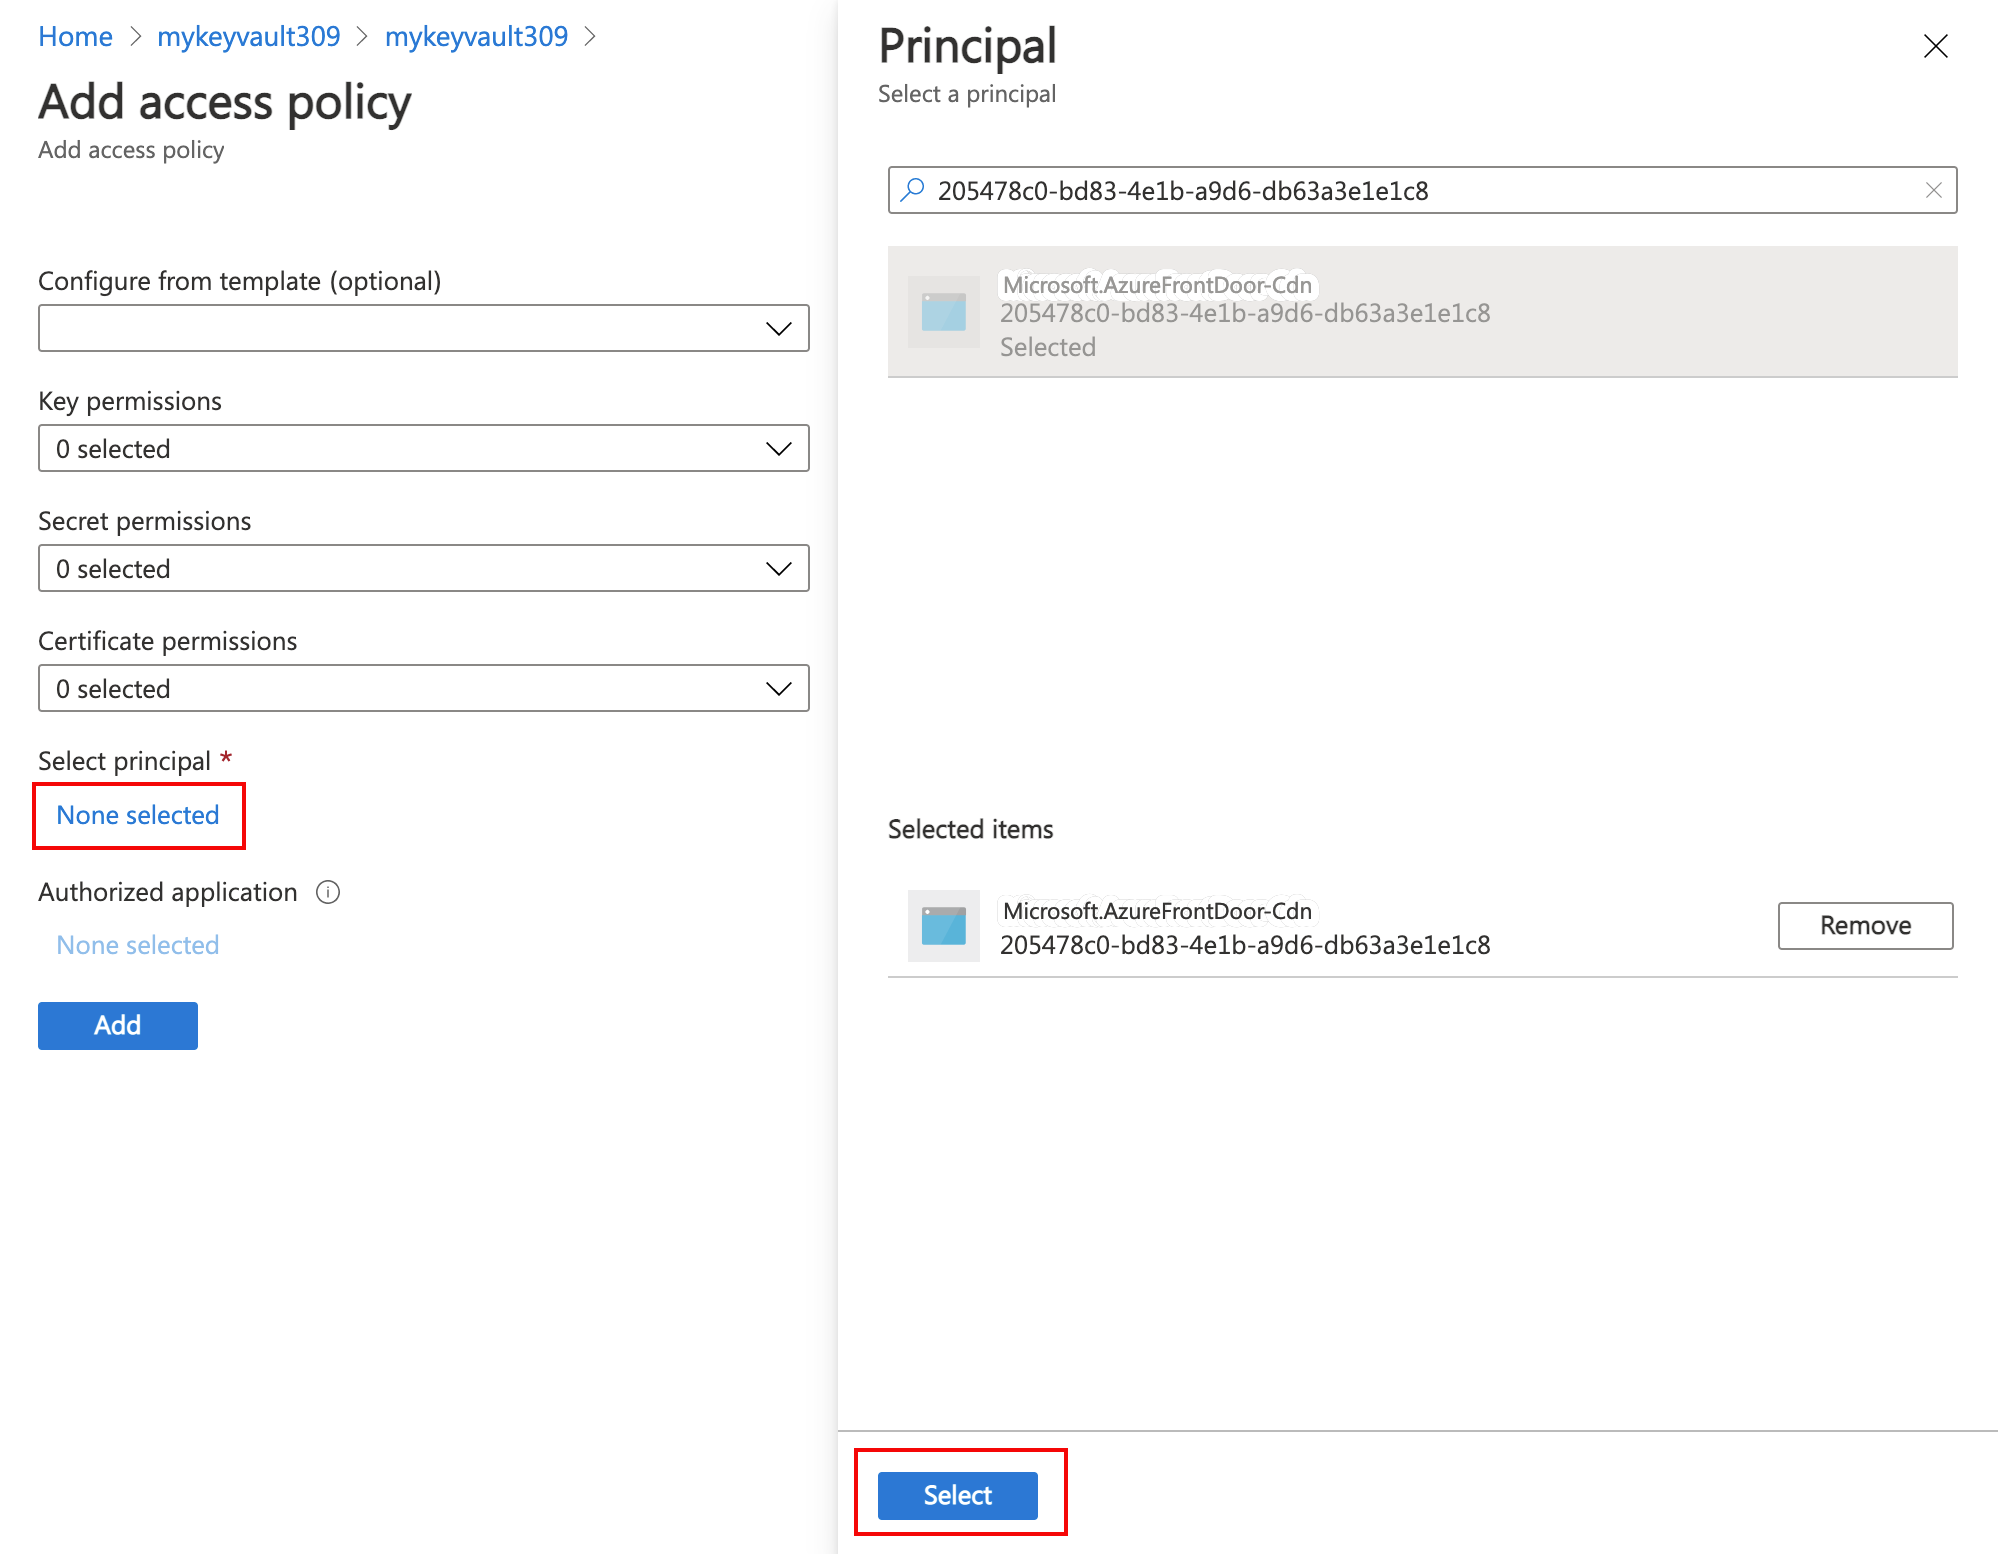 Home > mykeyvault309 > mykeyvault309 >
Add access policy
Add access policy
Configure from template (optional)
Key permissions
0 selected
Secret permissions
0 selected
Certificate permissions
0 selected
Select principal *
None selected
Authorized application
None selected
Add
Principal
Select a principal
205478c0-bd83-4e1b-a9d6-db63a3e1e1c8
Microsoft.AzureFrontDoor-Cdn
205478c0-bd83-4e1b-a9d6-db63a3e1e1c8
Selected
Selected items
Microsoft.AzureFrontDoor-Cdn
205478c0-bd83-4e1b-a9d6-db63a3e1e1c8
Remove
Select